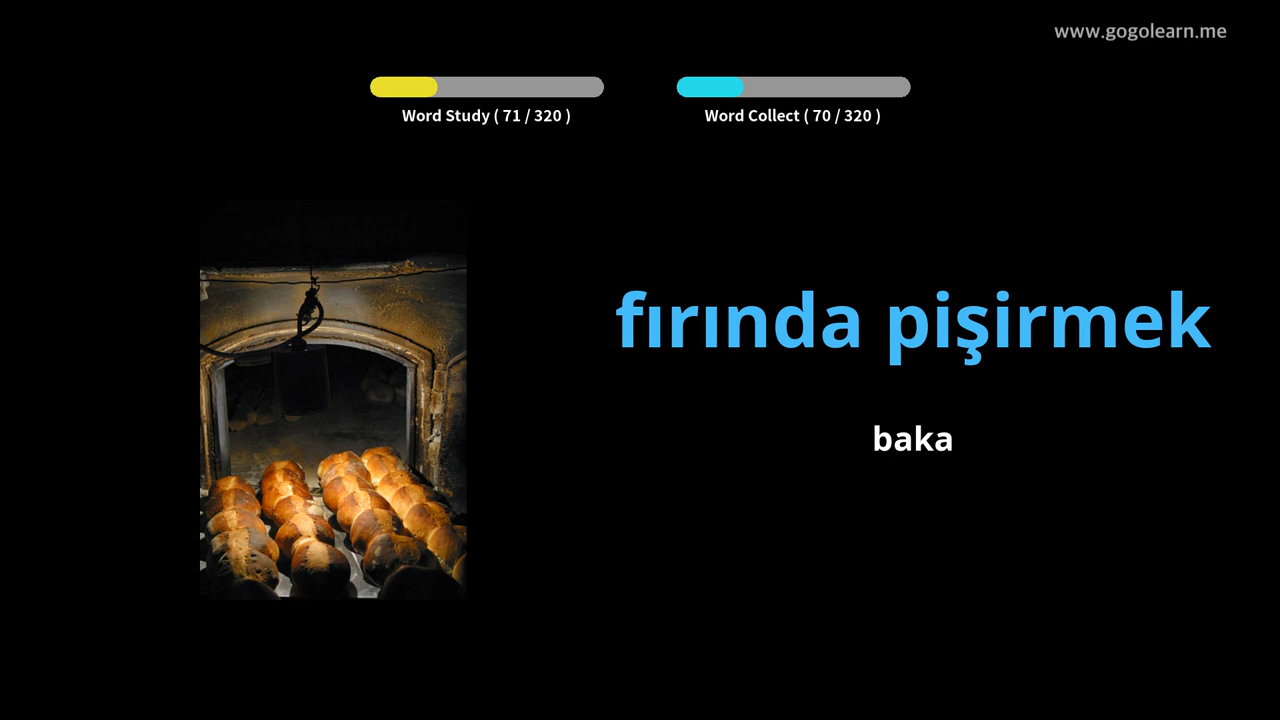 www.gogolearn.me
Word Study ( 71 / 320 )
Word Collect ( 70 / 320 )
fırında pişirmek
baka